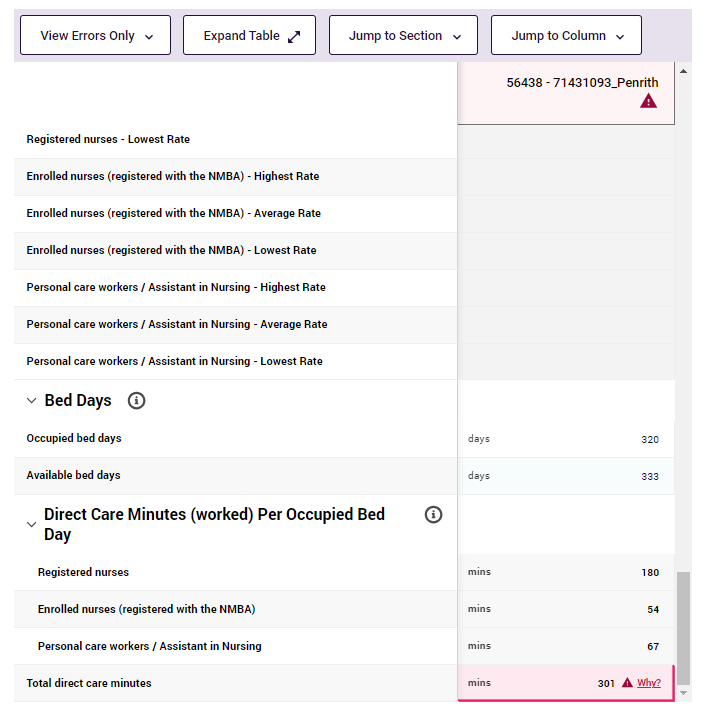 View Errors Only
Expand Table
Jump to Section
Jump to Column
56438 - 71431093_Penrith
Registered nurses - Lowest Rate
Enrolled nurses (registered with the NMBA) - Highest Rate
Enrolled nurses (registered with the NMBA) - Average Rate
Enrolled nurses (registered with the NMBA) - Lowest Rate
Personal care workers / Assistant in Nursing - Highest Rate
Personal care workers / Assistant in Nursing - Average Rate
Personal care workers / Assistant in Nursing - Lowest Rate
Bed Days
Occupied bed days days 320
Available bed days days 333
Direct Care Minutes (worked) Per Occupied Bed
Day
Registered nurses mins 180
Enrolled nurses (registered with the NMBA) mins 54
Personal care workers / Assistant in Nursing mins 67
Total direct care minutes mins 301 Why?